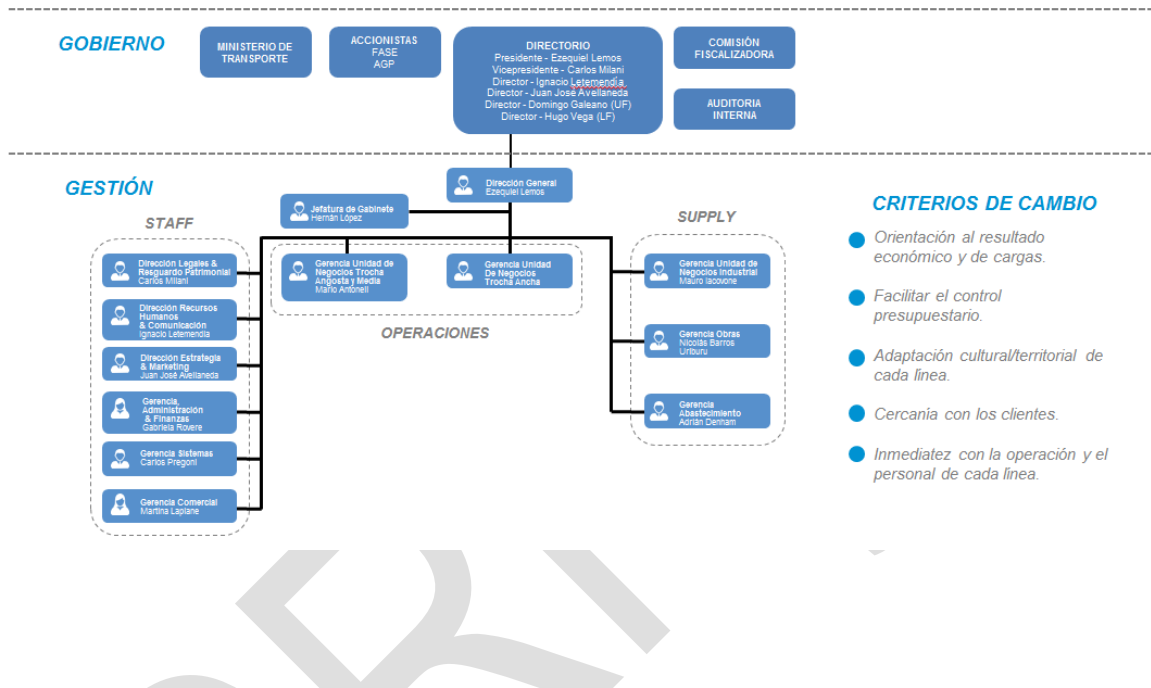 GOBIERNO
MINISTERIO DE
TRANSPORTE
ACCIONISTAS
FASE
AGP
DIRECTORIO
Presidente - Ezequiel Lemos
Vicepresidente - Carlos Milani
Director - Ignacio Letemendía
Director - Juan José Avellaneda
Director - Domingo Galeano (UF)
Director - Hugo Vega (LF)
COMISIÓN
FISCALIZADORA
AUDITORIA
INTERNA
GESTIÓN
Dirección General
Ezequiel Lemos
Jefatura de Gabinete
Hernán López
STAFF
Dirección Legales &
Resguardo Patrimonial
Carlos Milani
Dirección Recursos
Humanos
& Comunicación
Ignacio Letemendia
Dirección Estrategia
& Marketing
Juan José Avellaneda
Gerencia,
Administración
& Finanzas
Gabriela Rovere
Gerencia Sistemas
Carlos Pregoni
Gerencia Comercial
Martina Laplane
Gerencia Unidad de
Negocios Trocha
Angosta y Media
Mario Antoneli
Gerencia Unidad
De Negocios
Trocha Ancha
OPERACIONES
SUPPLY
Gerencia Unidad de
Negocios Industrial
Mauro Iacovone
Gerencia Obras
Nicolás Barros
Uriburu
Gerencia
Abastecimiento
Adrián Denham
CRITERIOS DE CAMBIO
Orientación al resultado
económico y de cargas.
Facilitar el control
presupuestario.
Adaptación cultural/territorial de
cada línea.
Cercanía con los clientes.
Inmediatez con la operación y el
personal de cada línea.